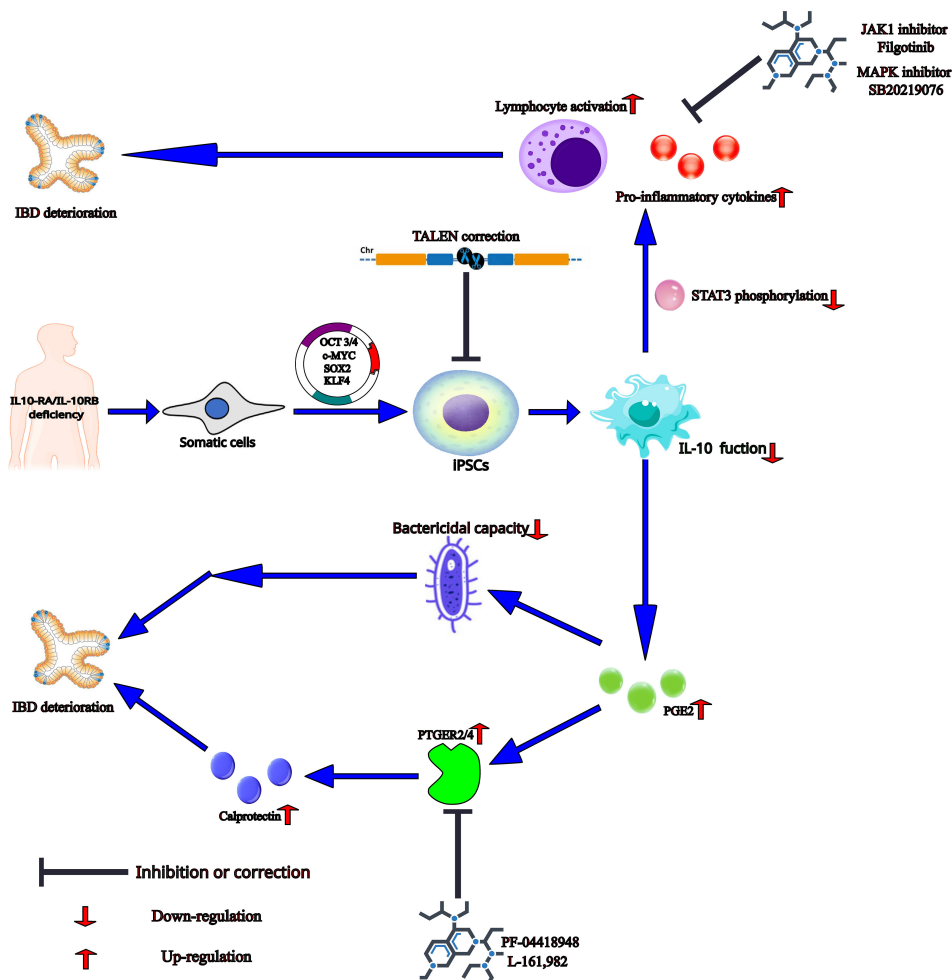 JAK1 inhibitor
Filgotinib
MAPK inhibitor
SB20219076
Lymphocyte activation
IBD deterioration
Pro-inflammatory cytokines
TALEN correction
Chr
STAT3 phosphorylation
OCT 3/4
c-MYC
SOX2
KLF4
IL10-RA/IL-10RB
deficiency
Somatic cells
iPSCs
IL-10 fuction
Bactericidal capacity
IBD deterioration
PGE2
PTGER2/4
Calprotectin
Inhibition or correction
Down-regulation
Up-regulation
PF-04418948
L-161,982